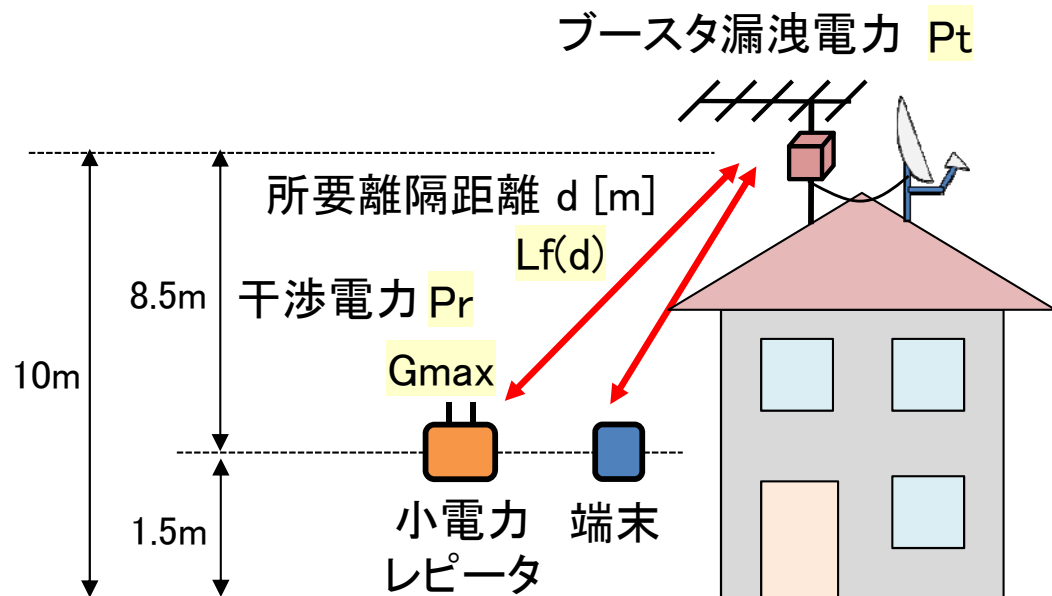 ブースタ漏洩電力 Pt
所要離隔距離 d [m]
Lf(d)
8.5m
干渉電力 Pr
10m
Gmax
1.5m
小電力
レピータ
端末